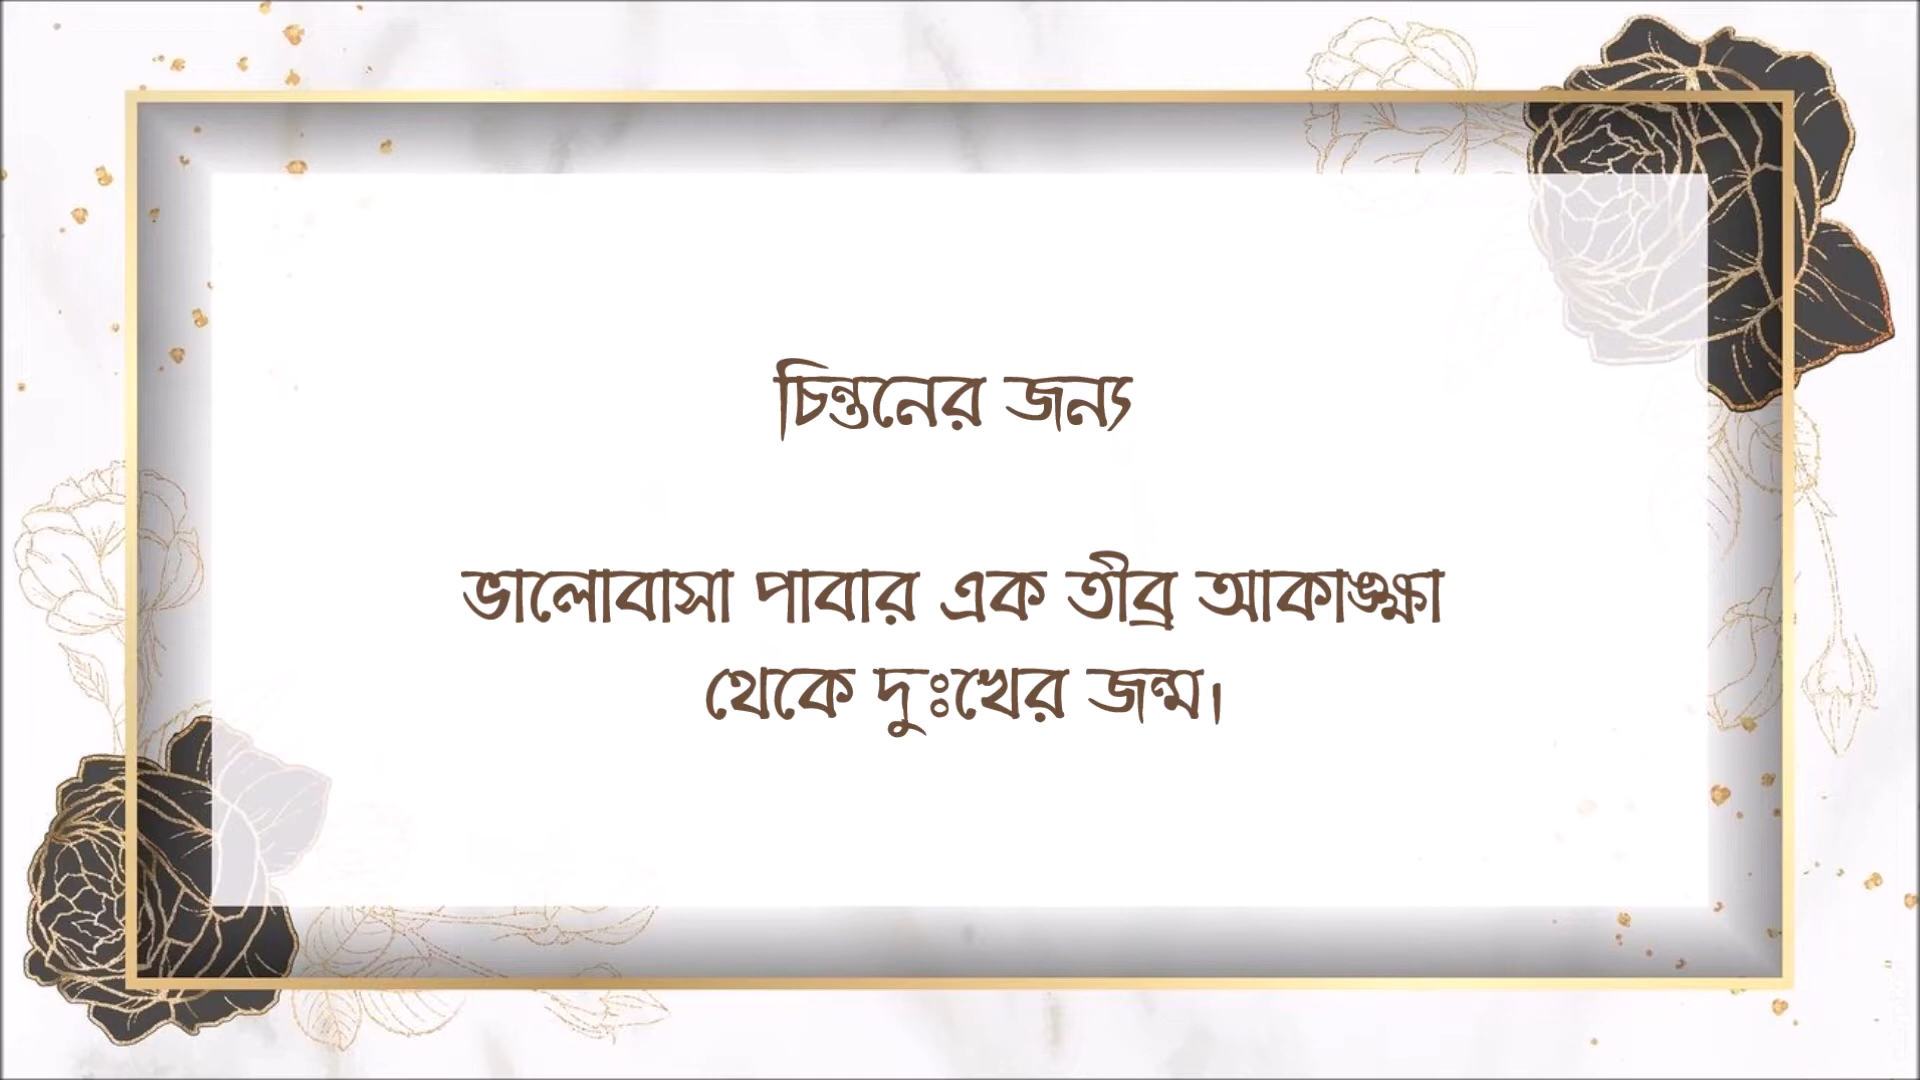 চিন্তনের জন্য
ভালোবাসা পাবার এক তীব্র আকাঙ্ক্ষা
থেকে দুঃখের জন্ম।